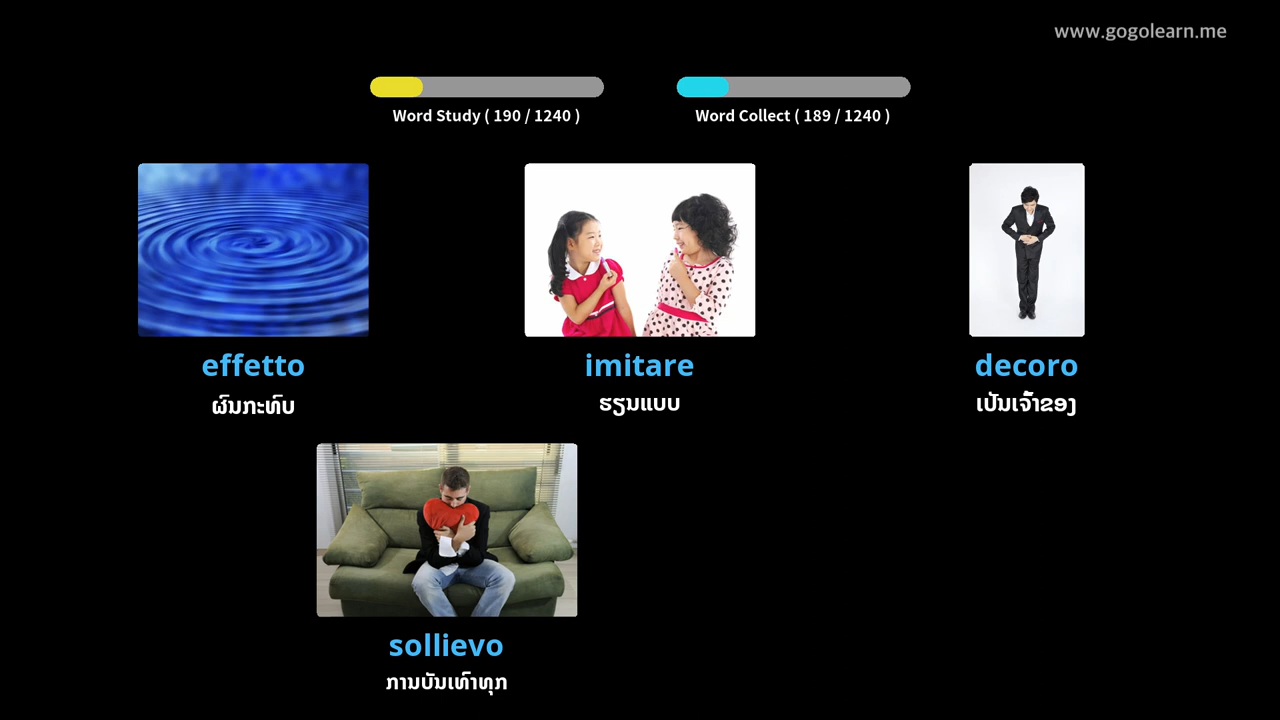 www.gogolearn.me
Word Study ( 190 / 1240 )
Word Collect ( 189 / 1240 )
effetto
ຜົນກະທົບ
imitare
ຮຽນແບບ
decoro
ເປັນເຈົ້າຂອງ
sollievo
ການບັນເທົາທຸກ